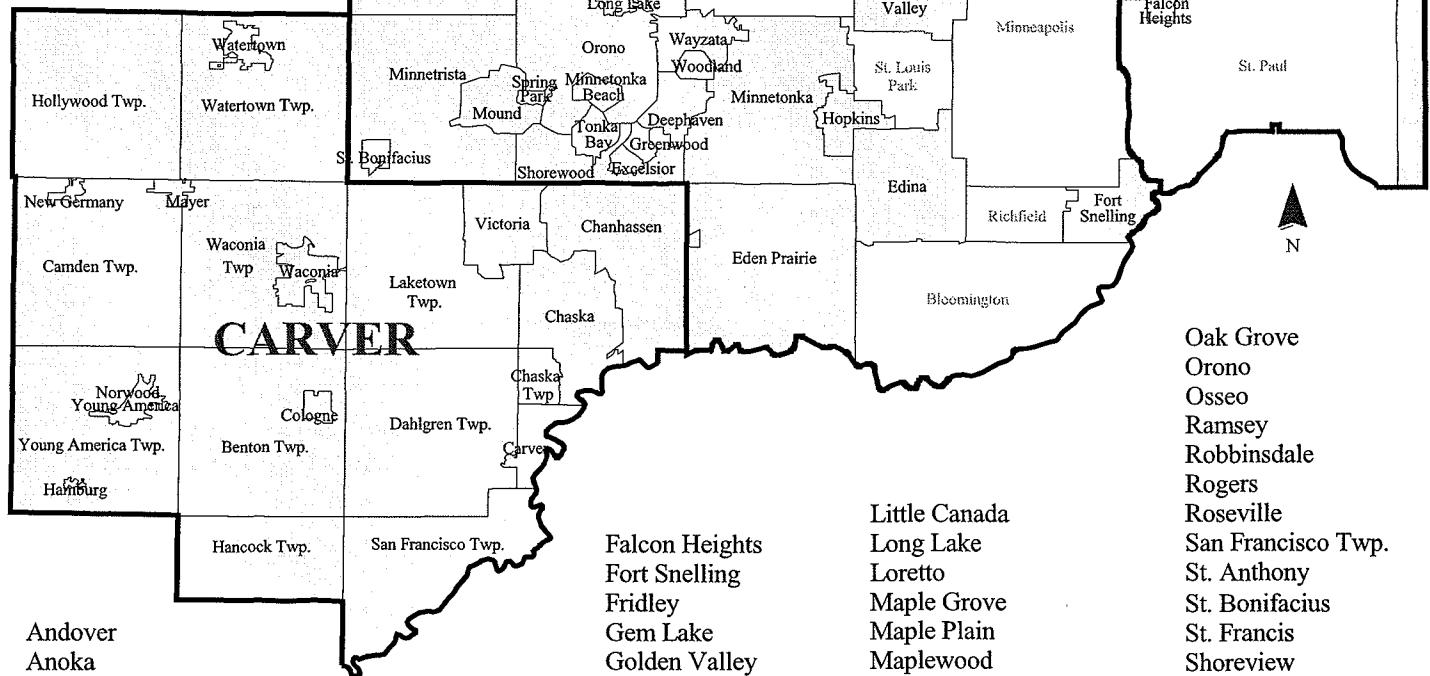 Long Lake
Valley
Falcon
Heights
Minneapolis
Watertown
Orono
Wayzata
Woodland
St. Louis
Park
St. Paul
Hollywood Twp.
Watertown Twp.
Minnetrista
Spring
Park
Minnetonka
Beach
Minnetonka
Mound
Tonka
Bay
Deephaven
Hopkins
Greenwood
St. Bonifacius
Shorewood
Excelsior
Edina
New Germany
Mayer
Victoria
Chanhassen
Richfield
Fort
Snelling
N
Camden Twp.
Waconia
Twp
Waconia
Laketown
Twp.
Eden Prairie
Chaska
Bloomington
CARVER
Chaska
Twp
Norwood
Young America
Cologne
Dahlgren Twp.
Young America Twp.
Benton Twp.
Carver
Hamburg
Hancock Twp.
San Francisco Twp.
Andover
Anoka
Falcon Heights
Fort Snelling
Fridley
Gem Lake
Golden Valley
Little Canada
Long Lake
Loretto
Maple Grove
Maple Plain
Maplewood
Oak Grove
Orono
Osseo
Ramsey
Robbinsdale
Rogers
Roseville
San Francisco Twp.
St. Anthony
St. Bonifacius
St. Francis
Shoreview